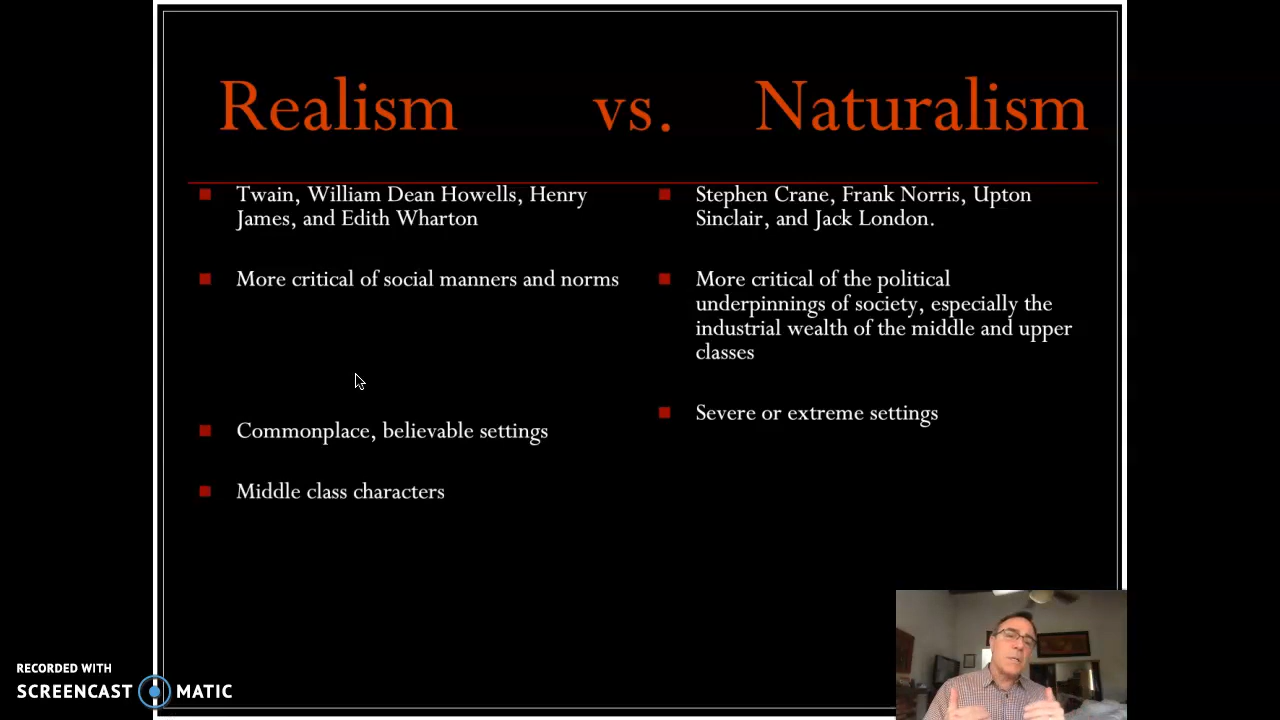 Realism vs. Naturalism
Twain, William Dean Howells, Henry
James, and Edith Wharton
More critical of social manners and norms
Commonplace, believable settings
Middle class characters
Stephen Crane, Frank Norris, Upton
Sinclair, and Jack London.
More critical of the political
underpinnings of society, especially the
industrial wealth of the middle and upper
classes
Severe or extreme settings
RECORDED WITH
SCREENCAST MATIC